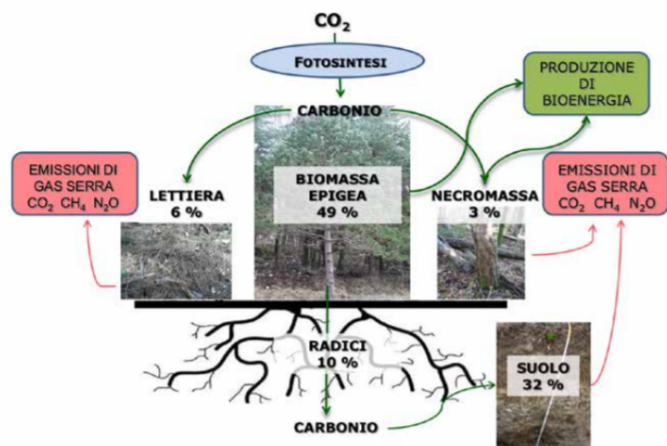 CO₂
FOTOSINTESI
CARBONIO
PRODUZIONE
DI
BIOENERGIA
EMISSIONI DI
GAS SERRA
CO₂ CH₄ N₂O
LETTIERA
6 %
BIOMASSA
EPIGEA
49 %
NECROMASSA
3 %
EMISSIONI DI
GAS SERRA
CO₂ CH₄ N₂O
RADICI
10 %
SUOLO
32 %
CARBONIO